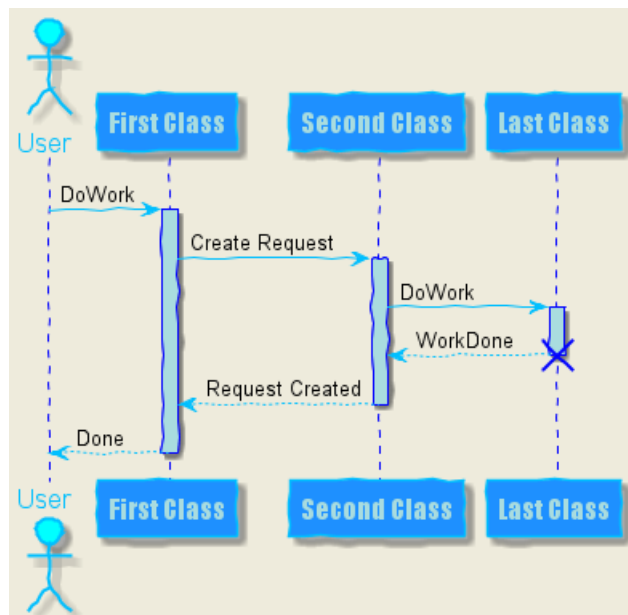 User
First Class
Second Class
Last Class
DoWork
Create Request
DoWork
WorkDone
Request Created
Done
User
First Class
Second Class
Last Class